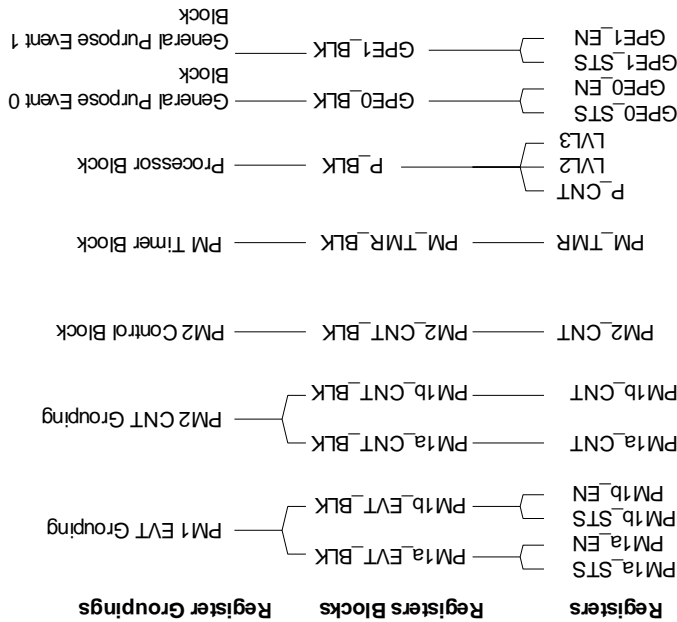 Registers Registers Blocks Register Groupings
PM1a_STS
PM1a_EN
PM1a_EVT_BLK
PM1b_STS
PM1b_EN
PM1b_EVT_BLK
PM1 EVT Grouping
PM1a_CNT PM1a_CNT_BLK
PM1b_CNT PM1b_CNT_BLK
PM2 CNT Grouping
PM2_CNT PM2_CNT_BLK PM2 Control Block
PM_TMR PM_TMR_BLK PM Timer Block
P_CNT
LVL2 P_BLK Processor Block
LVL3
GPE0_STS
GPE0_EN
GPE0_BLK
General Purpose Event 0
Block
GPE1_STS
GPE1_EN
GPE1_BLK
General Purpose Event 1
Block